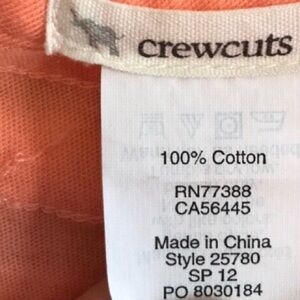 crewcuts
100% Cotton
RN77388
CA56445
Made in China
Style 25780
SP 12
PO 8030184